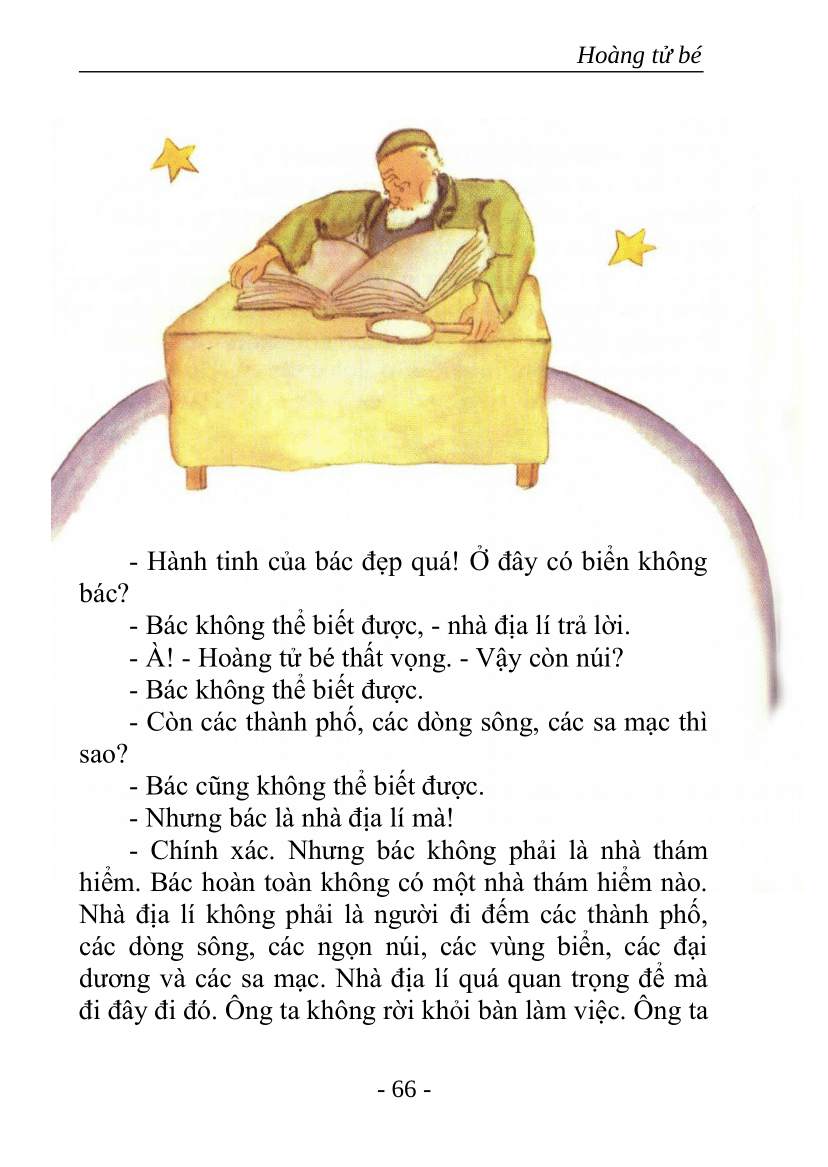 Hoàng tử bé
- Hành tinh của bác đẹp quá! Ở đây có biển không
bác?
- Bác không thể biết được, - nhà địa lí trả lời.
- À! - Hoàng tử bé thất vọng. - Vậy còn núi?
- Bác không thể biết được.
- Còn các thành phố, các dòng sông, các sa mạc thì
sao?
- Bác cũng không thể biết được.
- Nhưng bác là nhà địa lí mà!
- Chính xác. Nhưng bác không phải là nhà thám
hiểm. Bác hoàn toàn không có một nhà thám hiểm nào.
Nhà địa lí không phải là người đi đếm các thành phố,
các dòng sông, các ngọn núi, các vùng biển, các đại
dương và các sa mạc. Nhà địa lí quá quan trọng để mà
đi đây đi đó. Ông ta không rời khỏi bàn làm việc. Ông ta
- 66 -